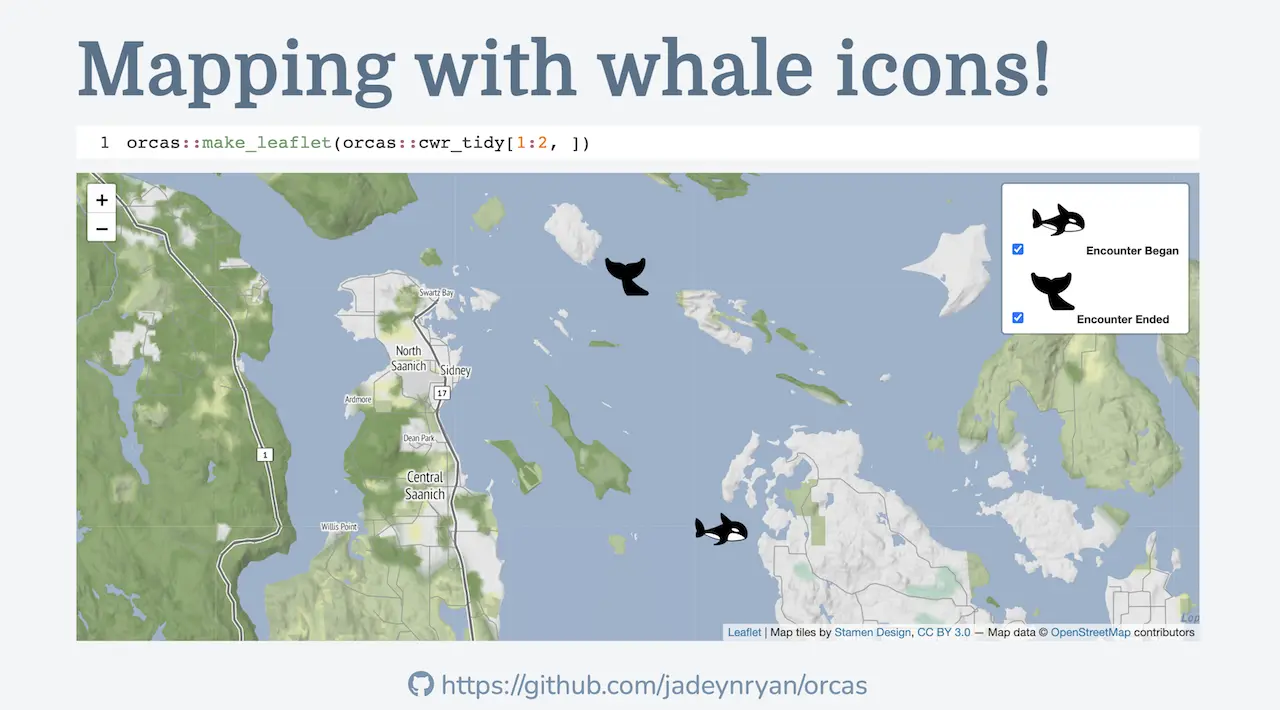 Mapping with whale icons!
1 orcas::make_leaflet(orcas::cwr_tidy[1:2, ])
+
−
Encounter Began
Encounter Ended
Swartz Bay
North
Saanich
Sidney
17
Ardmore
Dean Park
1
Central
Saanich
Willis Point
Lop
Leaflet | Map tiles by Stamen Design, CC BY 3.0 — Map data © OpenStreetMap contributors
https://github.com/jadeynryan/orcas